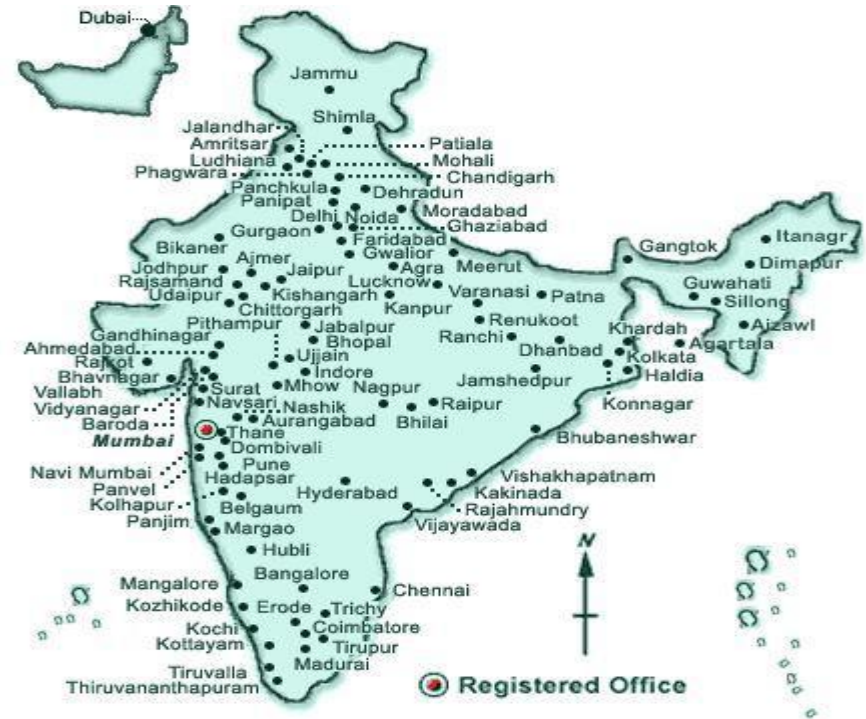 Dubai
Jammu
Shimla
Jalandhar
Amritsar
Ludhiana
Phagwara
Patiala
Mohali
Chandigarh
Panchkula
Panipat
Dehradun
Delhi
Noida
Moradabad
Gurgaon
Ghaziabad
Faridabad
Bikaner
Gwalior
Ajmer
Agra
Meerut
Gangtok
Itanagr
Jodhpur
Jaipur
Dimapur
Rajsamand
Lucknow
Guwahati
Udaipur
Kishangarh
Varanasi
Patna
Sillong
Chittorgarh
Kanpur
Pithampur
Jabalpur
Renukoot
Khardah
Aizawl
Gandhinagar
Bhopal
Ranchi
Dhanbad
Agartala
Ahmedabad
Ujjain
Kolkata
Rajkot
Indore
Jamshedpur
Haldia
Bhavnagar
Surat
Mhow
Nagpur
Vallabh
Vidyanagar
Navsari
Nashik
Raipur
Konnagar
Baroda
Aurangabad
Bhilai
Mumbai
Thane
Bhubaneshwar
Dombivali
Navi Mumbai
Pune
Panvel
Hadapsar
Hyderabad
Vishakhapatnam
Kolhapur
Kakinada
Belgaum
Rajahmundry
Panjim
Vijayawada
Margao
Hubli
N
Bangalore
Mangalore
Chennai
Kozhikode
Erode
Trichy
Kochi
Coimbatore
Kottayam
Tirupur
Madurai
Tiruvalla
Thiruvananthapuram
Registered Office